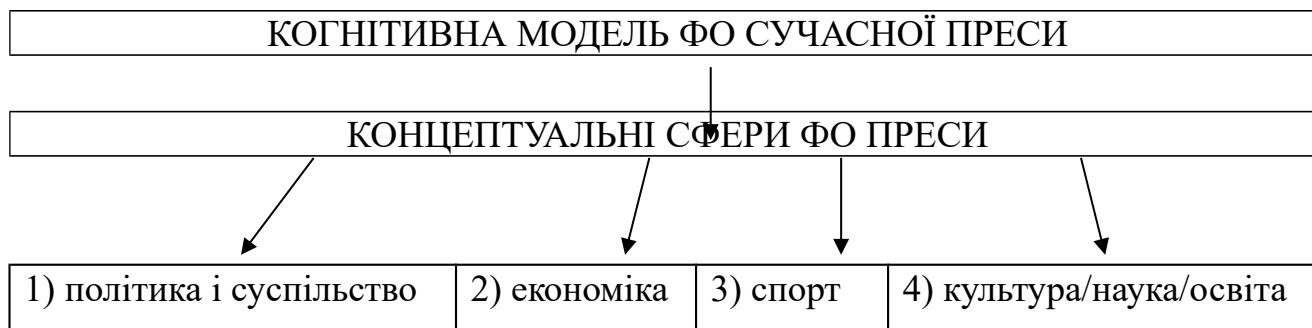 КОГНІТИВНА МОДЕЛЬ ФО СУЧАСНОЇ ПРЕСИ
КОНЦЕПТУАЛЬНІ СФЕРИ ФО ПРЕСИ
1) політика і суспільство 2) економіка 3) спорт 4) культура/наука/освіта